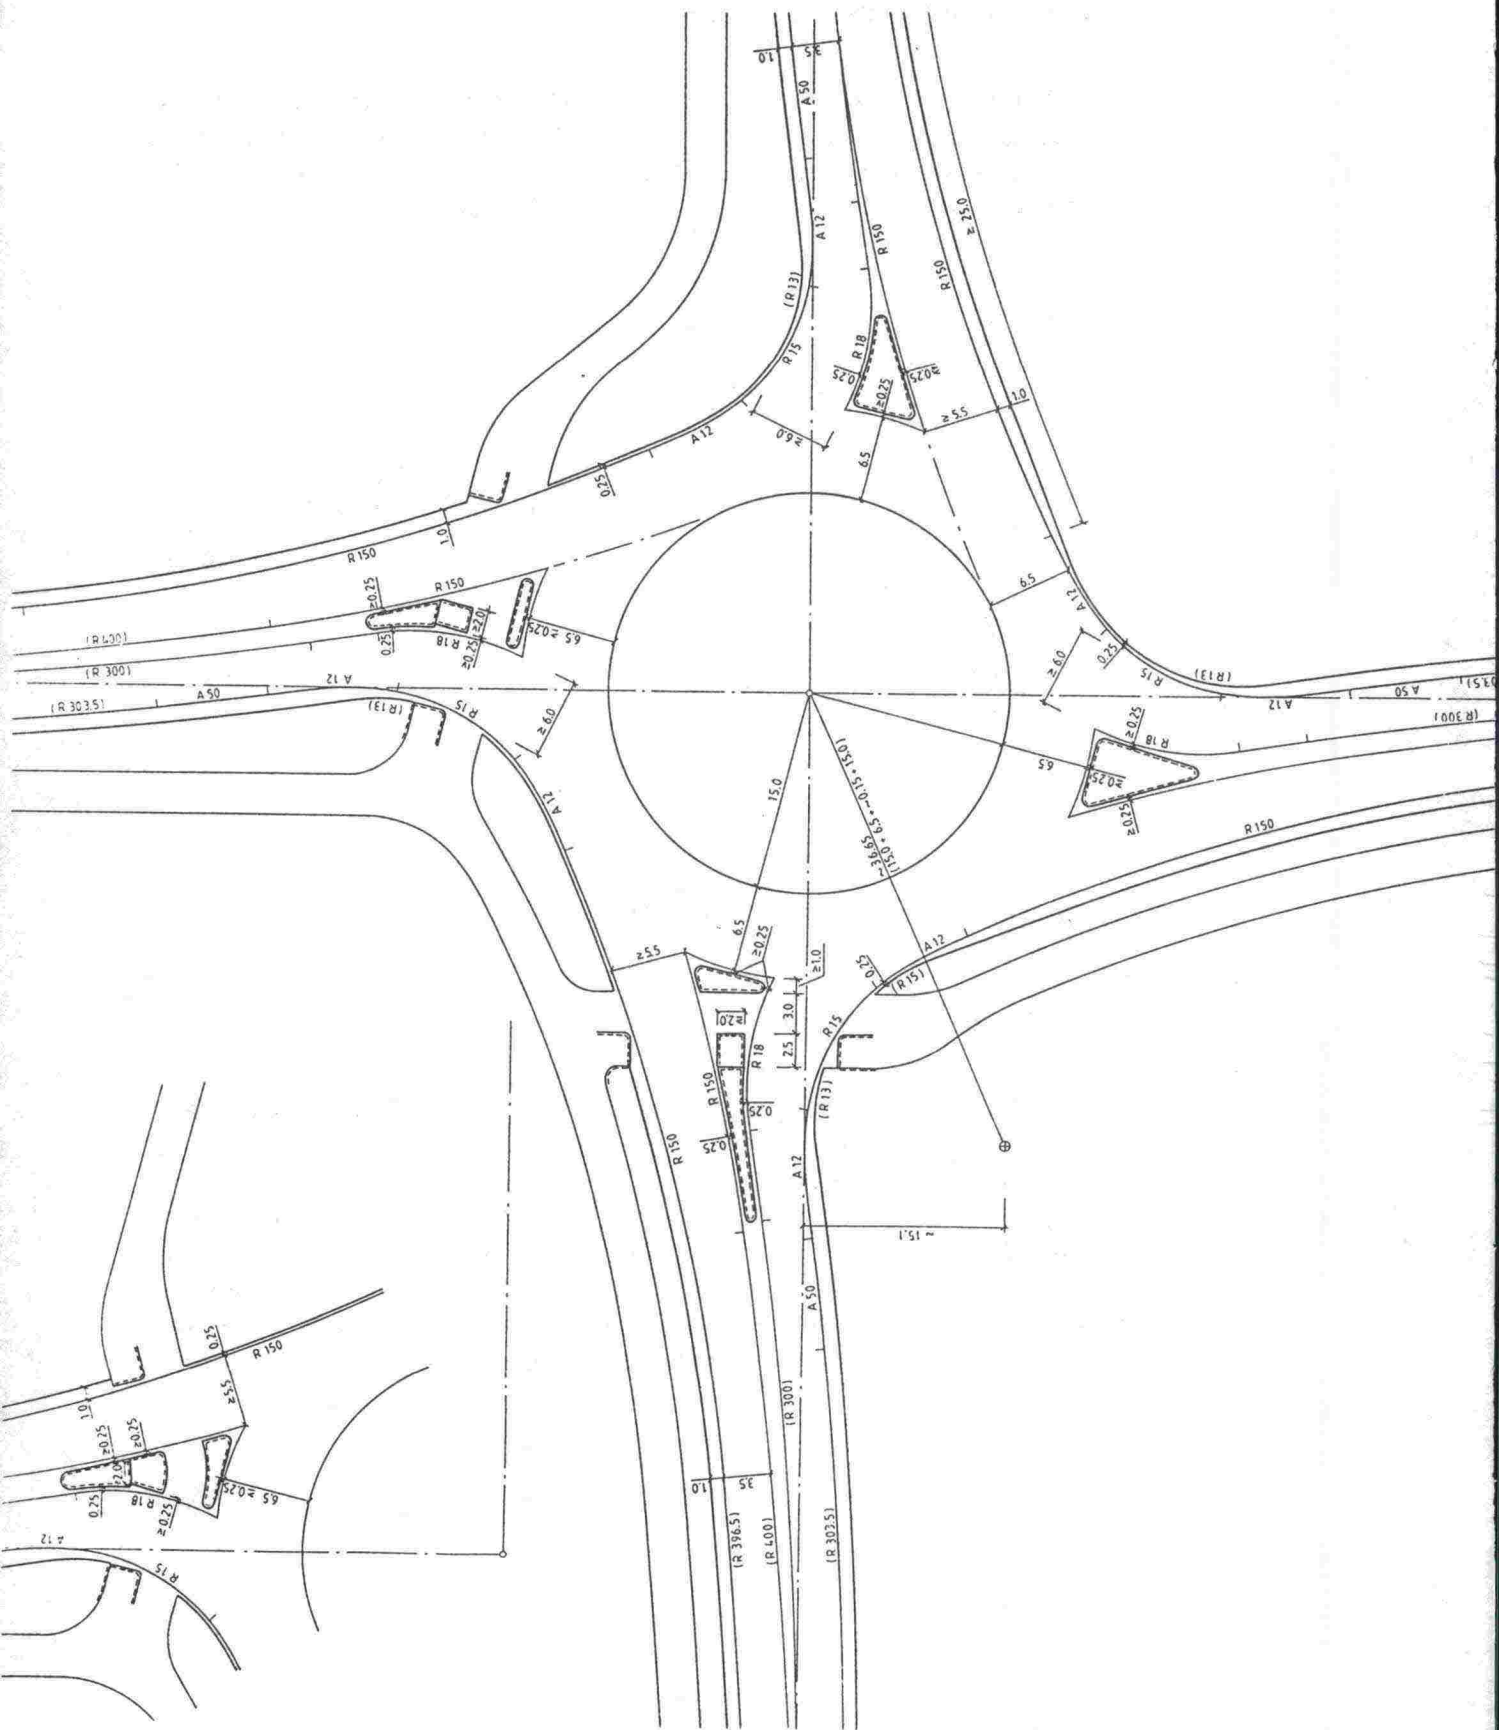 1.0
3.5
A 50
A 12
R 150
R 150
≥ 25.0
(R 13)
R 15
R 18
0.25
≥0.25
≥0.25
≥ 5.5
1.0
A 12
≥6.0
6.5
0.25
1.0
R 150
R 150
≥0.25
(R 400)
0.25
R 18
≥0.25
≥2.0
≥0.25
6.5
(R 300)
A 50
A 12
(R 303.5)
(R 13)
R 15
≥ 6.0
A 12
6.5
A 12
≥ 6.0
0.25
R 15
(R 13)
A 12
A 50
(R 300)
≥0.25
R 18
6.5
≥0.25
≥0.25
R 150
15.0
~36.65
(15.0 + 6.5 + ~0.15 + 15.0)
6.5
≥0.25
≥5.5
≥1.0
3.0
2.5
≥2.0
R 18
R 150
0.25
0.25
R 150
A 12
0.25
(R 15)
R 15
(R 13)
A 12
~ 15.1
A 50
(R 300)
1.0
3.5
(R 396.5)
(R 400)
(R 303.5)
0.25
R 150
≥5.5
1.0
≥0.25
≥0.25
2.0
0.25
R 18
≥0.25
≥0.25
6.5
A 12
R 15